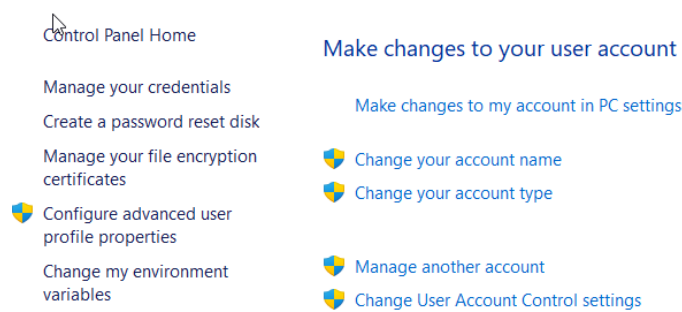 Control Panel Home
Manage your credentials
Create a password reset disk
Manage your file encryption
certificates
Configure advanced user
profile properties
Change my environment
variables
Make changes to your user account
Make changes to my account in PC settings
Change your account name
Change your account type
Manage another account
Change User Account Control settings